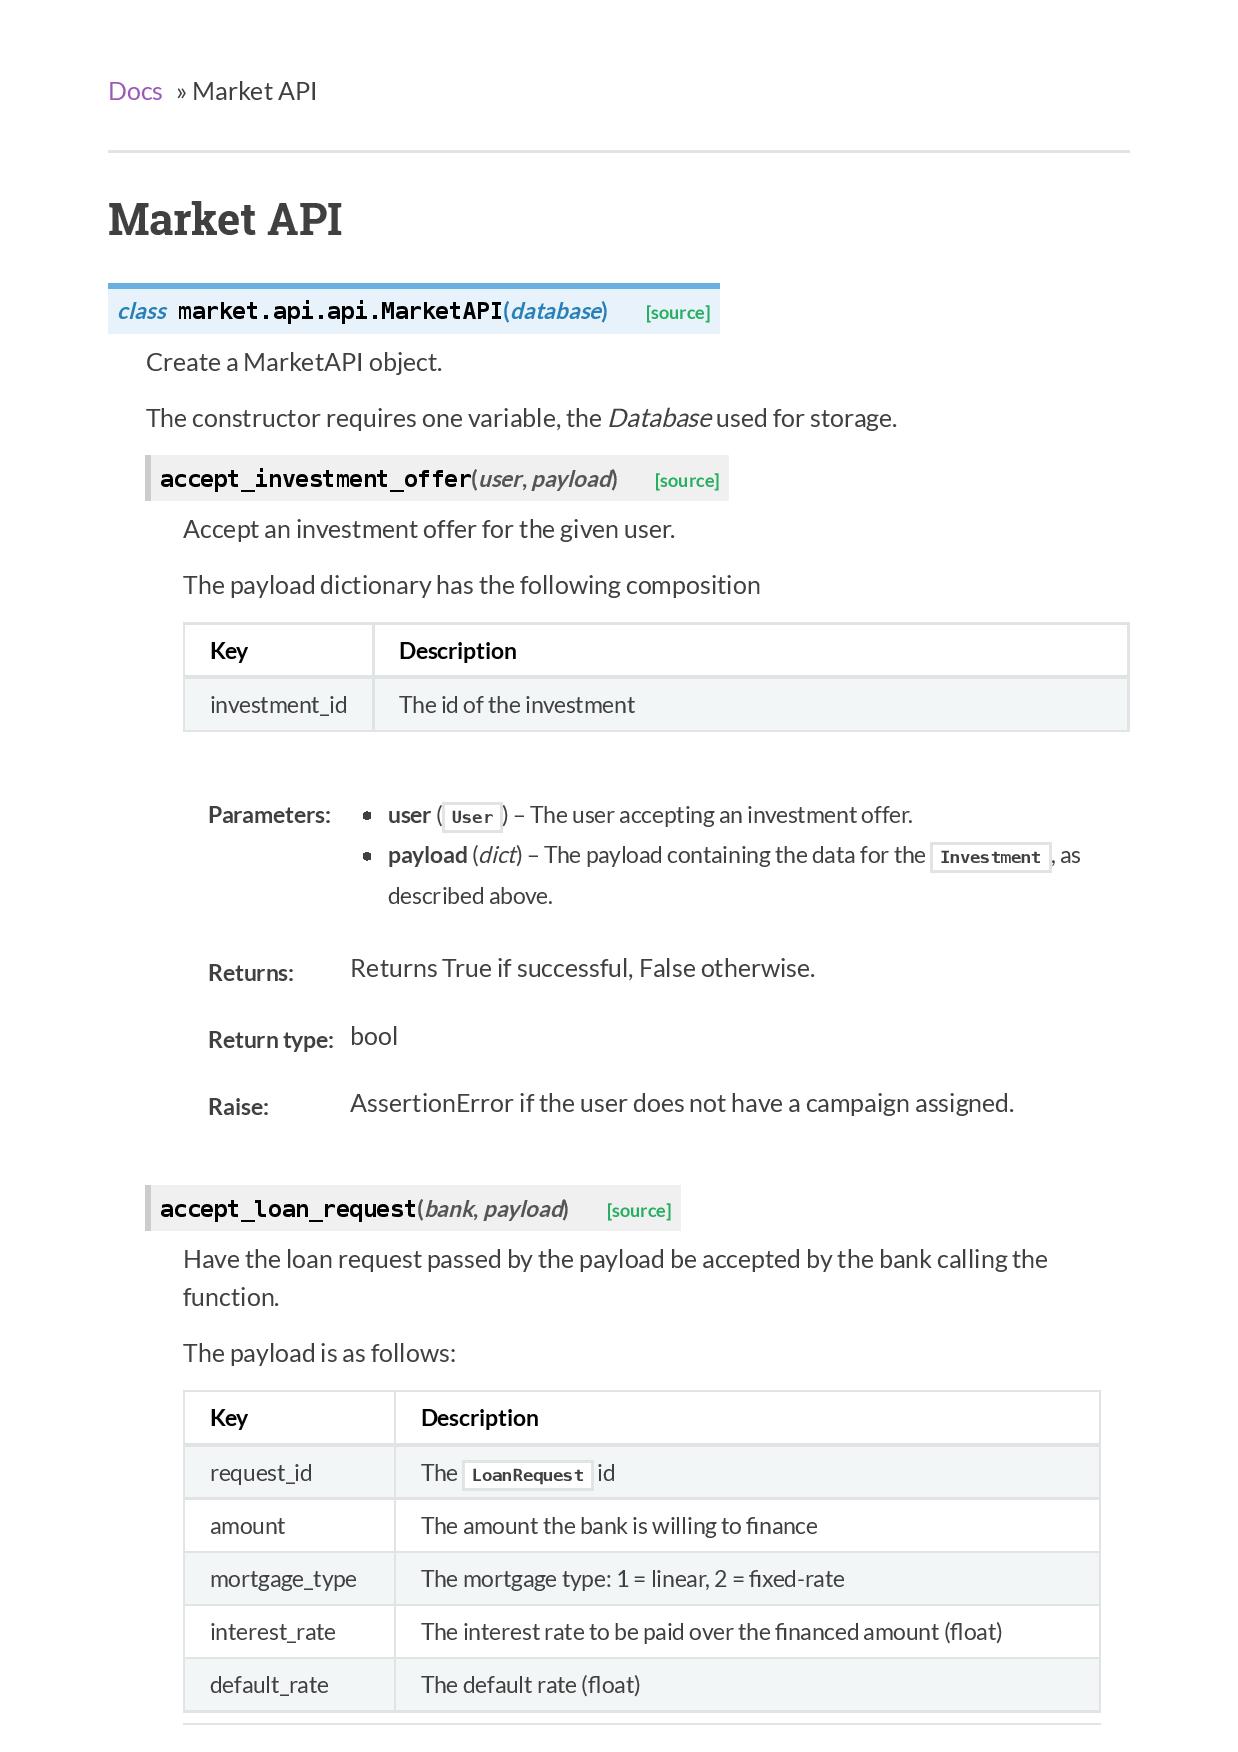 Docs » Market API
Market API
class market.api.api.MarketAPI(database) [source]
Create a MarketAPI object.
The constructor requires one variable, the Database used for storage.
accept_investment_offer(user, payload) [source]
Accept an investment offer for the given user.
The payload dictionary has the following composition
Key Description
investment_id The id of the investment
Parameters: • user (User) – The user accepting an investment offer.
• payload (dict) – The payload containing the data for the Investment, as
described above.
Returns: Returns True if successful, False otherwise.
Return type: bool
Raise: AssertionError if the user does not have a campaign assigned.
accept_loan_request(bank, payload) [source]
Have the loan request passed by the payload be accepted by the bank calling the
function.
The payload is as follows:
Key Description
request_id The LoanRequest id
amount The amount the bank is willing to finance
mortgage_type The mortgage type: 1 = linear, 2 = fixed-rate
interest_rate The interest rate to be paid over the financed amount (float)
default_rate The default rate (float)